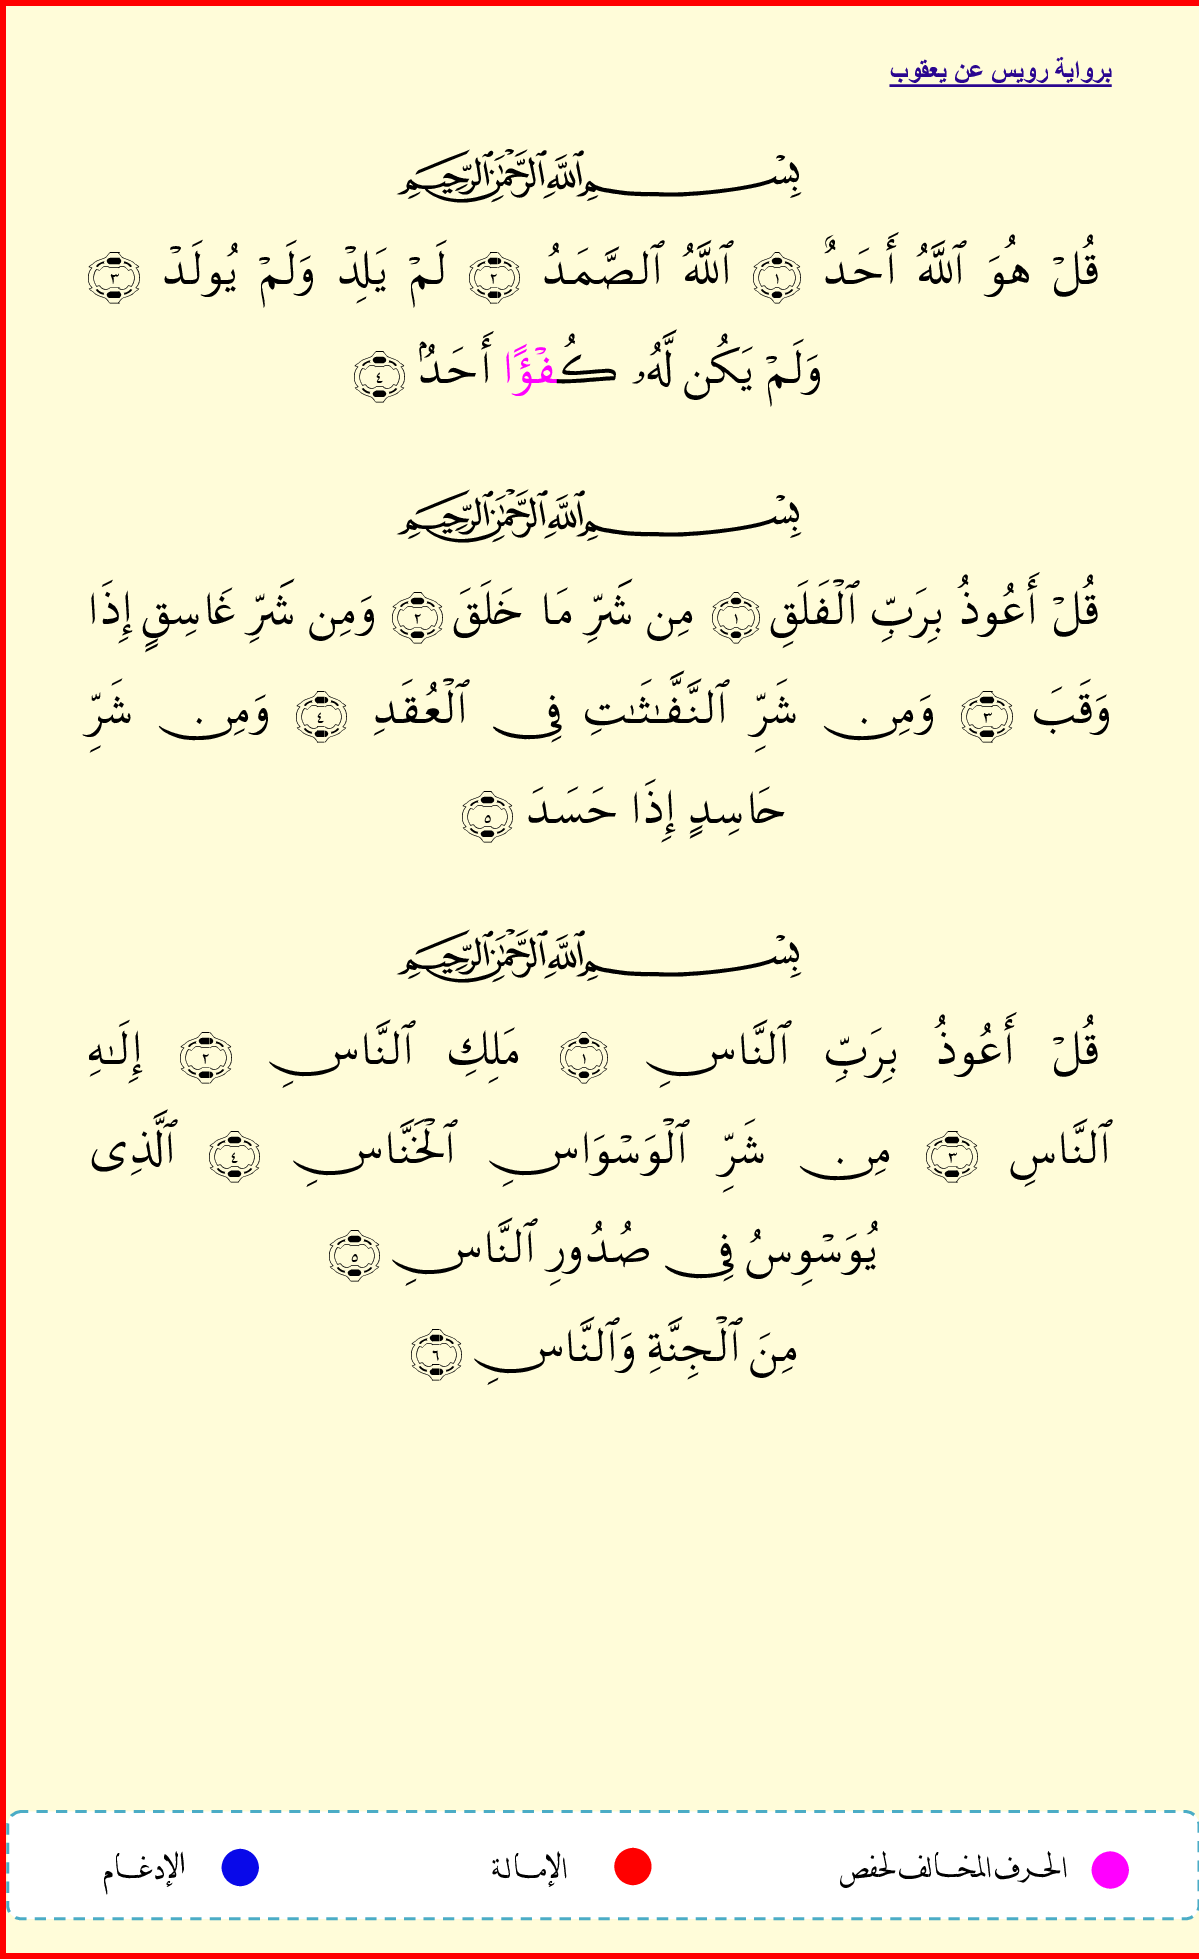 برواية رويس عن يعقوب
بِسْمِ ٱللَّهِ ٱلرَّحْمَٰنِ ٱلرَّحِيمِ
قُلْ هُوَ ٱللَّهُ أَحَدٌ ١ ٱللَّهُ ٱلصَّمَدُ ٢ لَمْ يَلِدْ وَلَمْ يُولَدْ ٣
وَلَمْ يَكُن لَّهُۥ كُفْؤًا أَحَدُۢ ٤
بِسْمِ ٱللَّهِ ٱلرَّحْمَٰنِ ٱلرَّحِيمِ
قُلْ أَعُوذُ بِرَبِّ ٱلْفَلَقِ ١ مِن شَرِّ مَا خَلَقَ ٢ وَمِن شَرِّ غَاسِقٍ إِذَا
وَقَبَ ٣ وَمِن شَرِّ ٱلنَّفَّـٰثَـٰتِ فِى ٱلْعُقَدِ ٤ وَمِن شَرِّ
حَاسِدٍ إِذَا حَسَدَ ٥
بِسْمِ ٱللَّهِ ٱلرَّحْمَٰنِ ٱلرَّحِيمِ
قُلْ أَعُوذُ بِرَبِّ ٱلنَّاسِ ١ مَلِكِ ٱلنَّاسِ ٢ إِلَـٰهِ
ٱلنَّاسِ ٣ مِن شَرِّ ٱلْوَسْوَاسِ ٱلْخَنَّاسِ ٤ ٱلَّذِى
يُوَسْوِسُ فِى صُدُورِ ٱلنَّاسِ ٥
مِنَ ٱلْجِنَّةِ وَٱلنَّاسِ ٦
الحرف المخالف لحفص الإمالة الإدغام